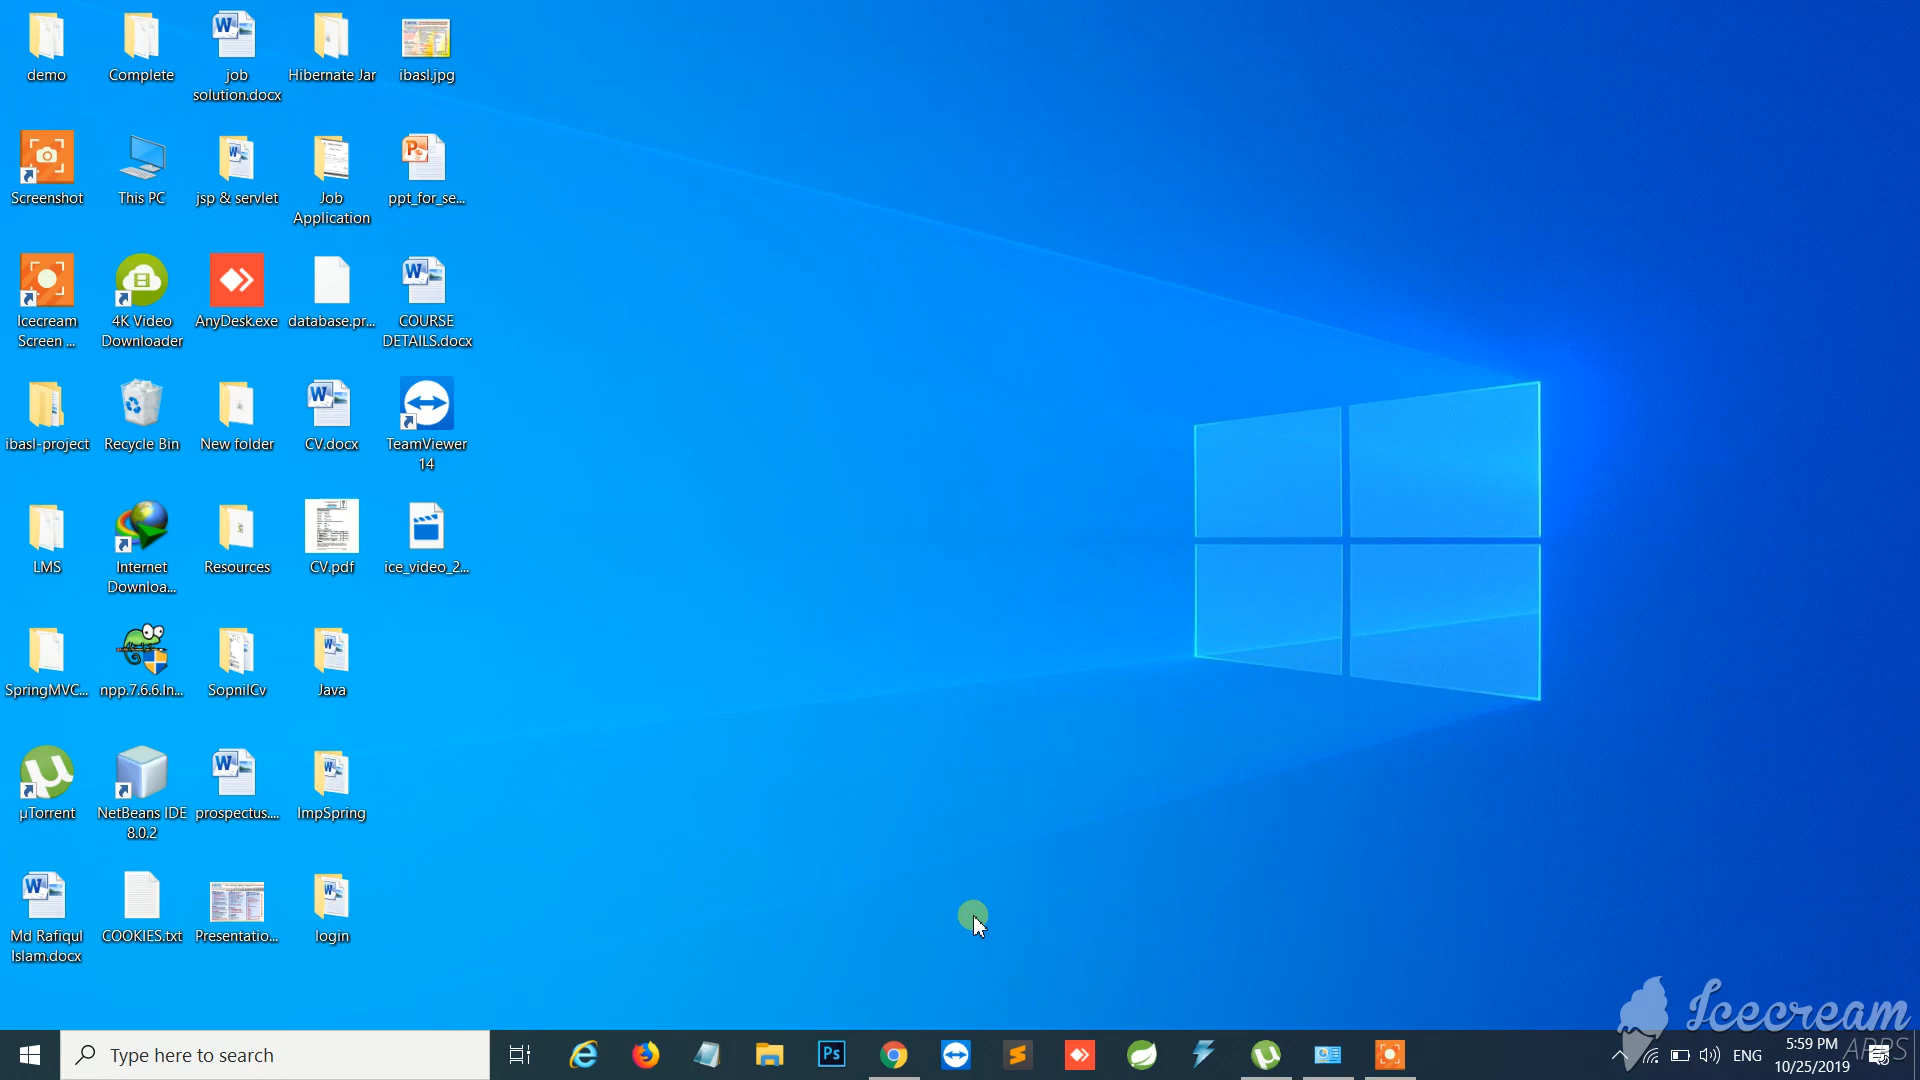 demo
Complete
job
solution.docx
Hibernate Jar
ibasl.jpg
Screenshot
This PC
jsp & servlet
Job
Application
ppt_for_se...
Icecream
Screen ...
4K Video
Downloader
AnyDesk.exe
database.pr...
COURSE
DETAILS.docx
ibasl-project
Recycle Bin
New folder
CV.docx
TeamViewer
14
LMS
Internet
Downloa...
Resources
CV.pdf
ice_video_2...
SpringMVC...
npp.7.6.6.In...
SopnilCv
Java
µTorrent
NetBeans IDE
8.0.2
prospectus....
ImpSpring
Md Rafiqul
Islam.docx
COOKIES.txt
Presentatio...
login
Icecream
APPS
Type here to search
Ps
ENG
5:59 PM
10/25/2019